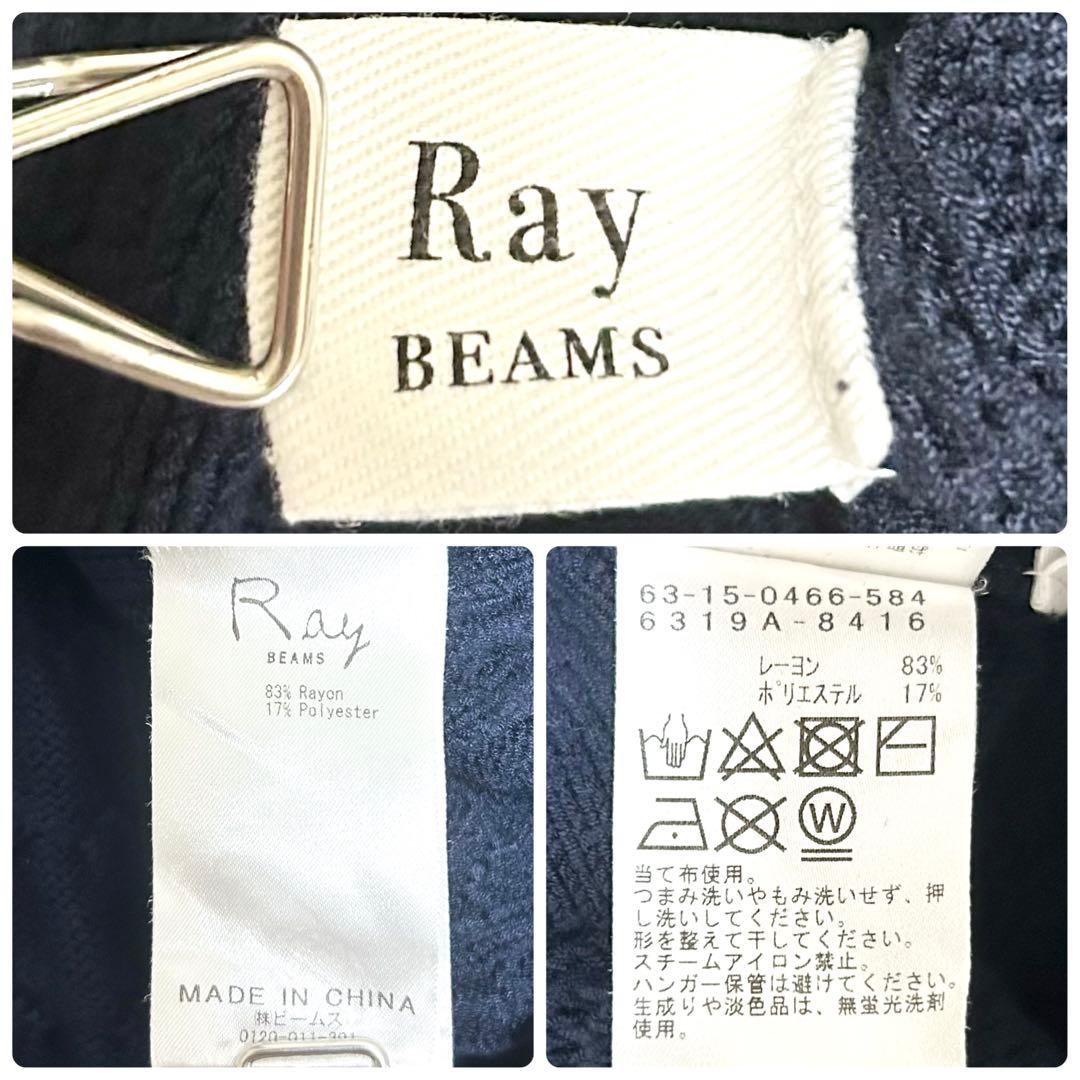 Ray
BEAMS
Ray
BEAMS
83% Rayon
17% Polyester
MADE IN CHINA
㈱ビームス
63-15-0466-584
6319A-8416
レーヨン 83%
ポリエステル 17%
W
当て布使用。
つまみ洗いやもみ洗いせず、押
し洗いしてください。
形を整えて干してください。
スチームアイロン禁止。
ハンガー保管は避けてください。
生成りや淡色品は、無蛍光洗剤
使用。